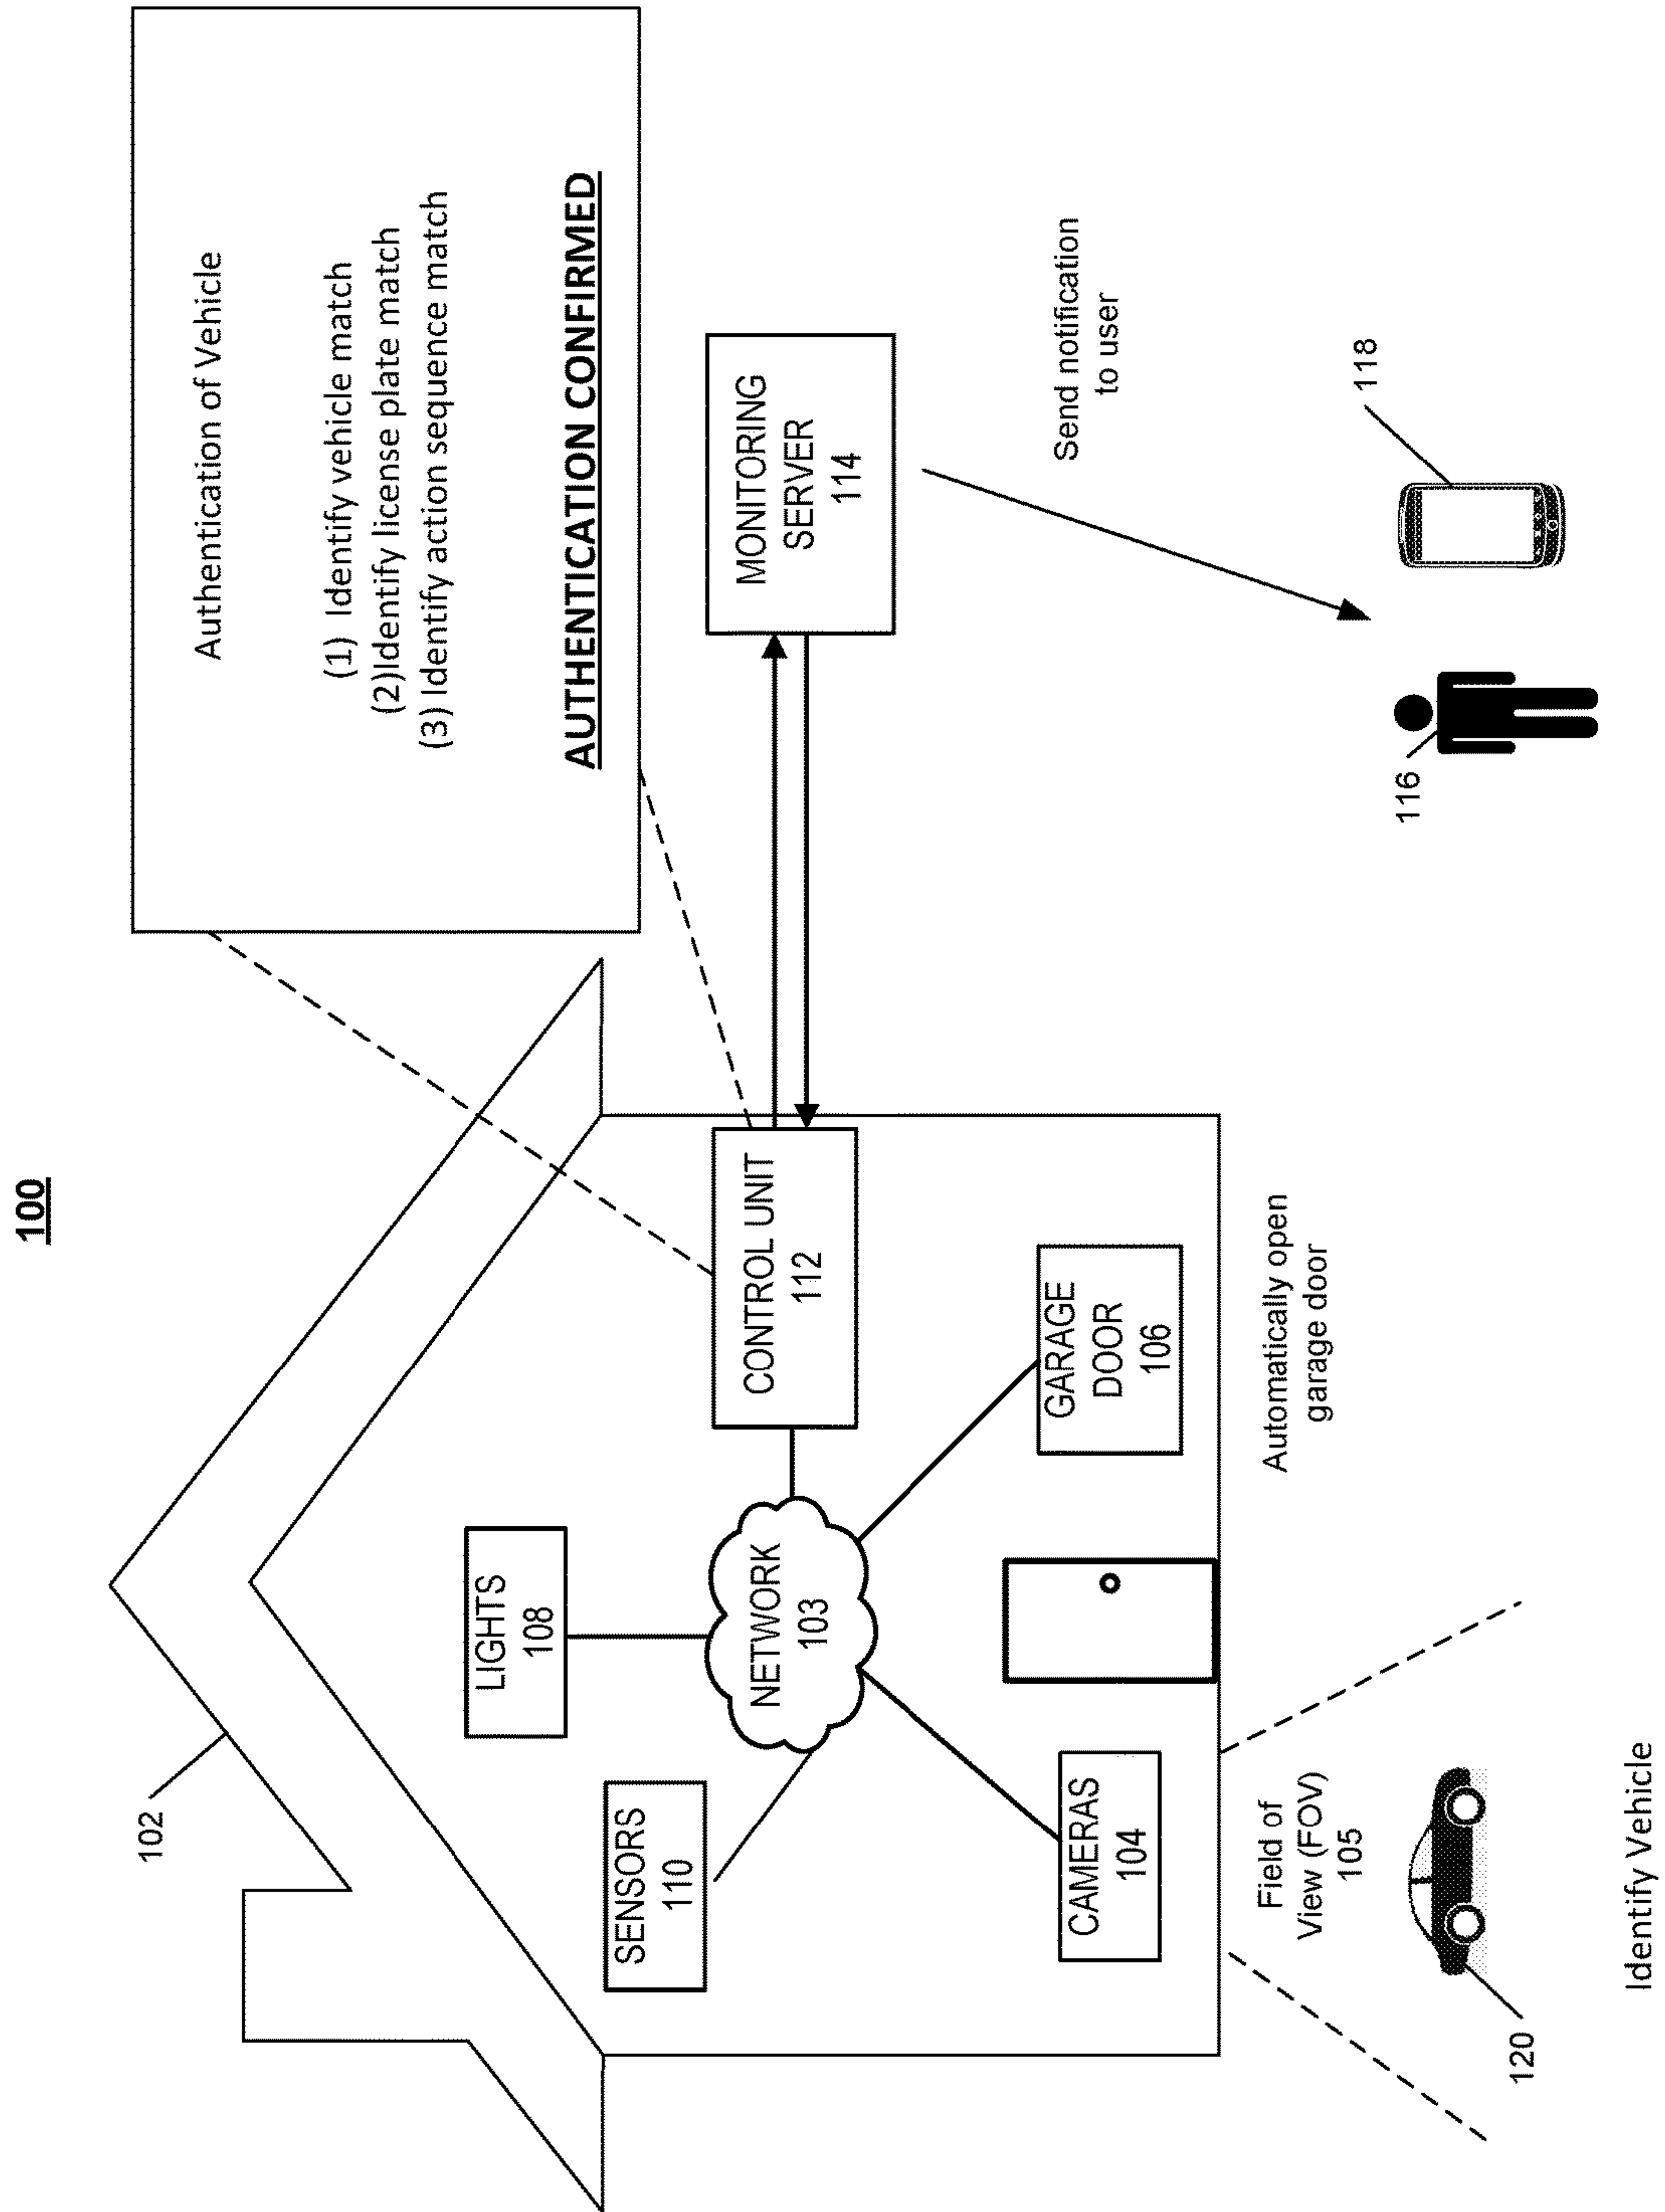 100
102
Authentication of Vehicle
(1) Identify vehicle match
(2)Identify license plate match
(3) Identify action sequence match
AUTHENTICATION CONFIRMED
LIGHTS
108
SENSORS
110
NETWORK
103
CONTROL UNIT
112
MONITORING
SERVER
114
CAMERAS
104
GARAGE
DOOR
106
Send notification
to user
Field of
View (FOV)
105
Automatically open
garage door
116
118
120
Identify Vehicle